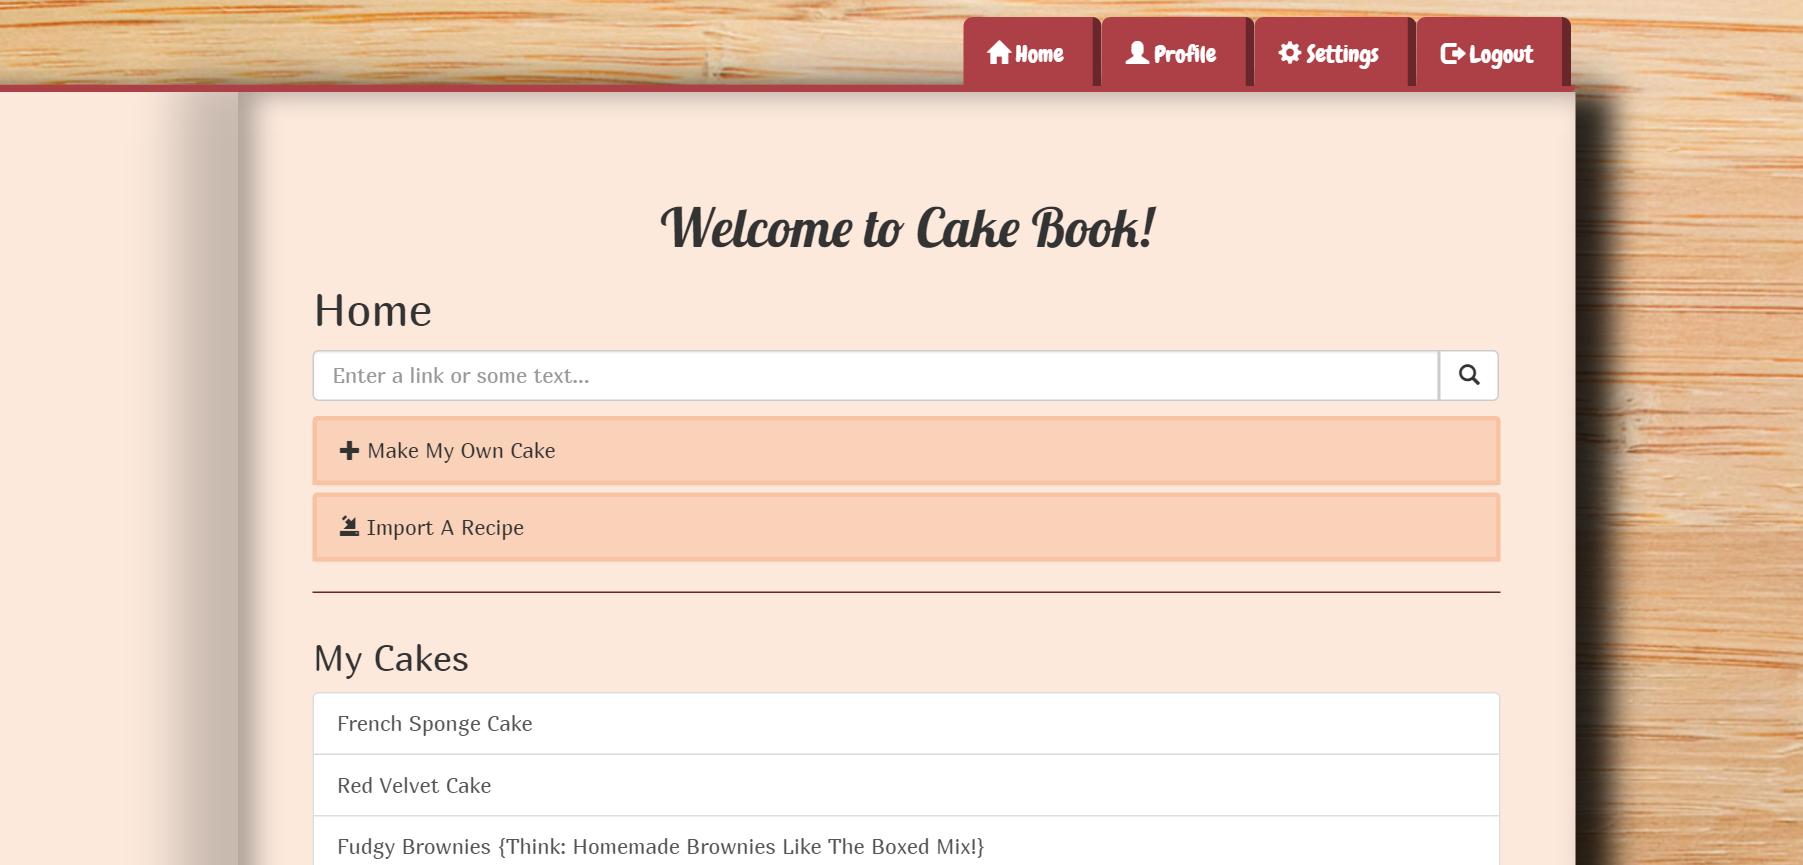 Home Profile Settings Logout
Welcome to Cake Book!
Home
Enter a link or some text...
Make My Own Cake
Import A Recipe
My Cakes
French Sponge Cake
Red Velvet Cake
Fudgy Brownies {Think: Homemade Brownies Like The Boxed Mix!}